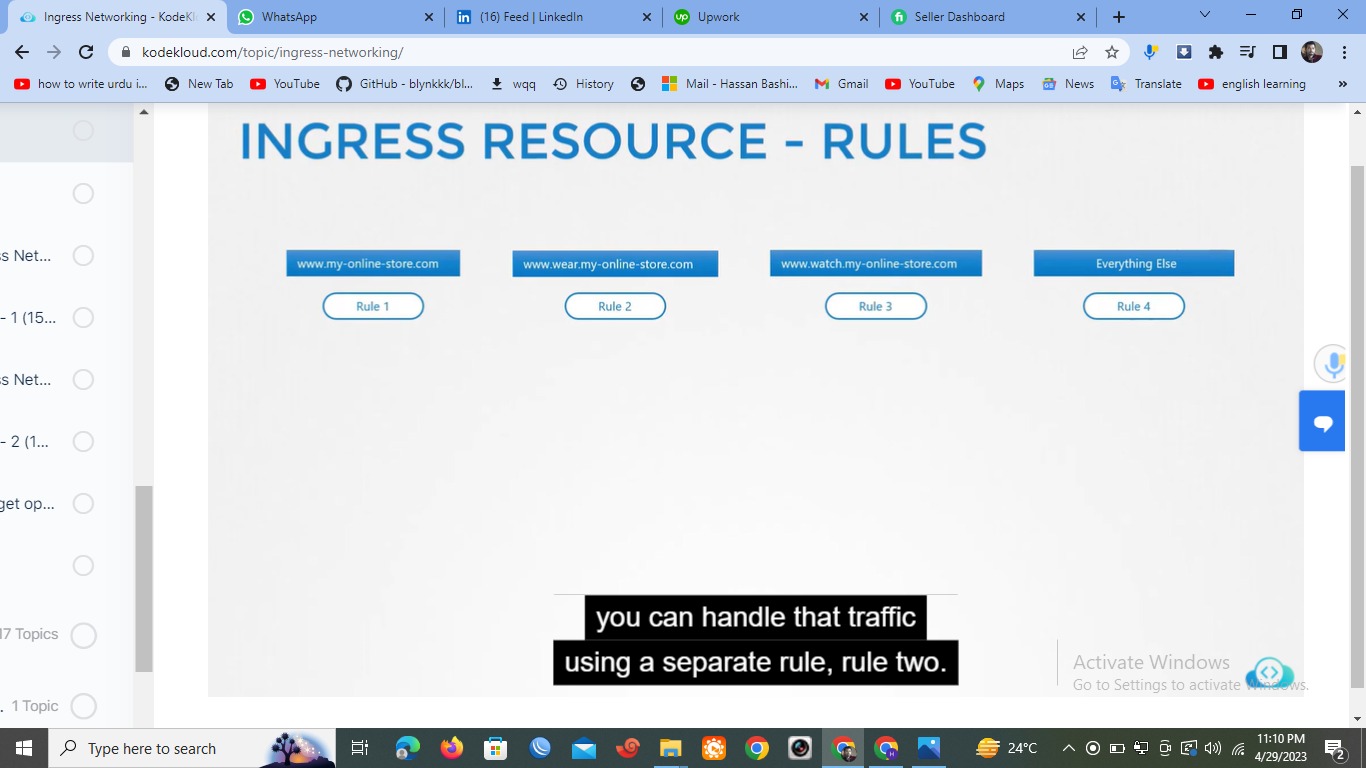 Ingress Networking - KodeKl
WhatsApp
(16) Feed | LinkedIn
Upwork
Seller Dashboard
kodekloud.com/topic/ingress-networking/
how to write urdu i...
New Tab
YouTube
GitHub - blynkkk/bl...
wqq
History
Mail - Hassan Bashi...
Gmail
YouTube
Maps
News
Translate
english learning
»
INGRESS RESOURCE - RULES
www.my-online-store.com
www.wear.my-online-store.com
www.watch.my-online-store.com
Everything Else
Rule 1
Rule 2
Rule 3
Rule 4
s Net...
- 1 (15...
s Net...
- 2 (1...
get op...
17 Topics
. 1 Topic
you can handle that traffic
using a separate rule, rule two.
Activate Windows
Go to Settings to activate Windows.
Type here to search
24°C
11:10 PM
4/29/2023
2